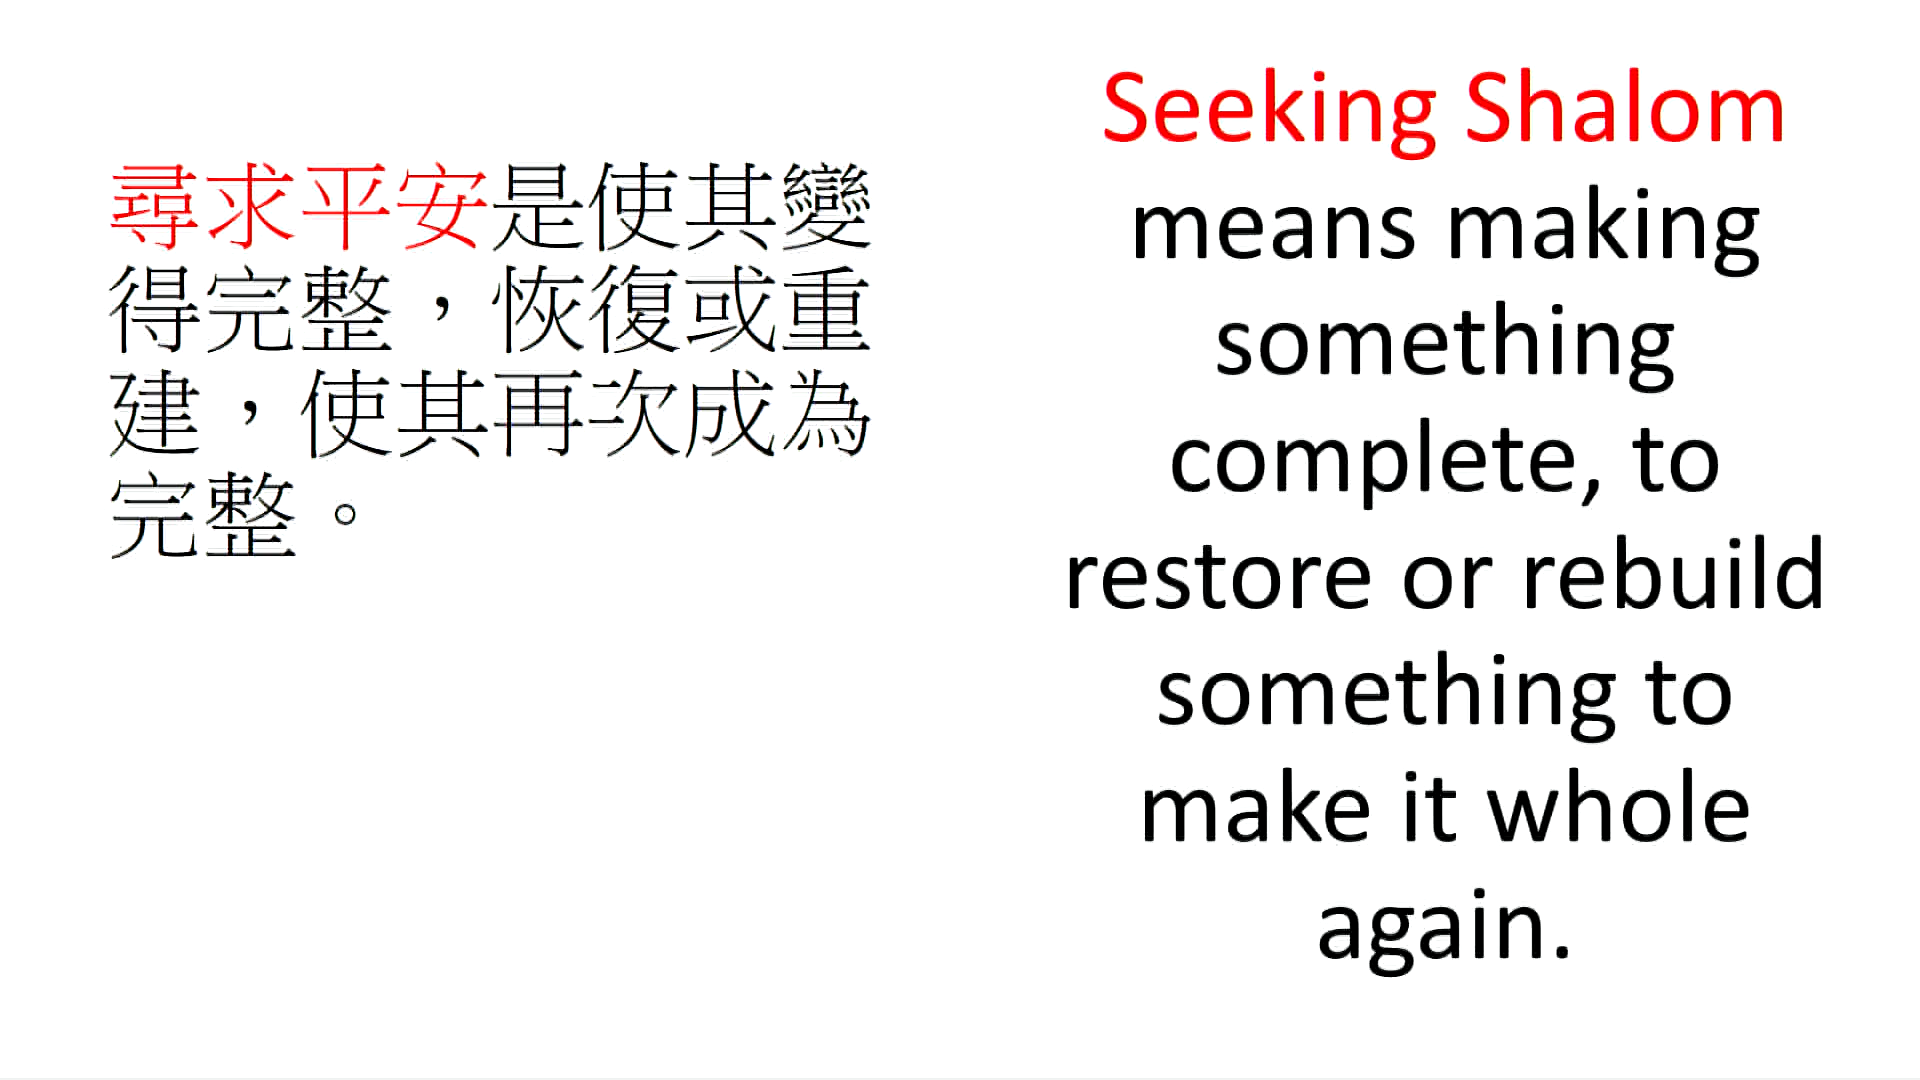 尋求平安是使其變
得完整，恢復或重
建，使其再次成為
完整。
Seeking Shalom
means making
something
complete, to
restore or rebuild
something to
make it whole
again.